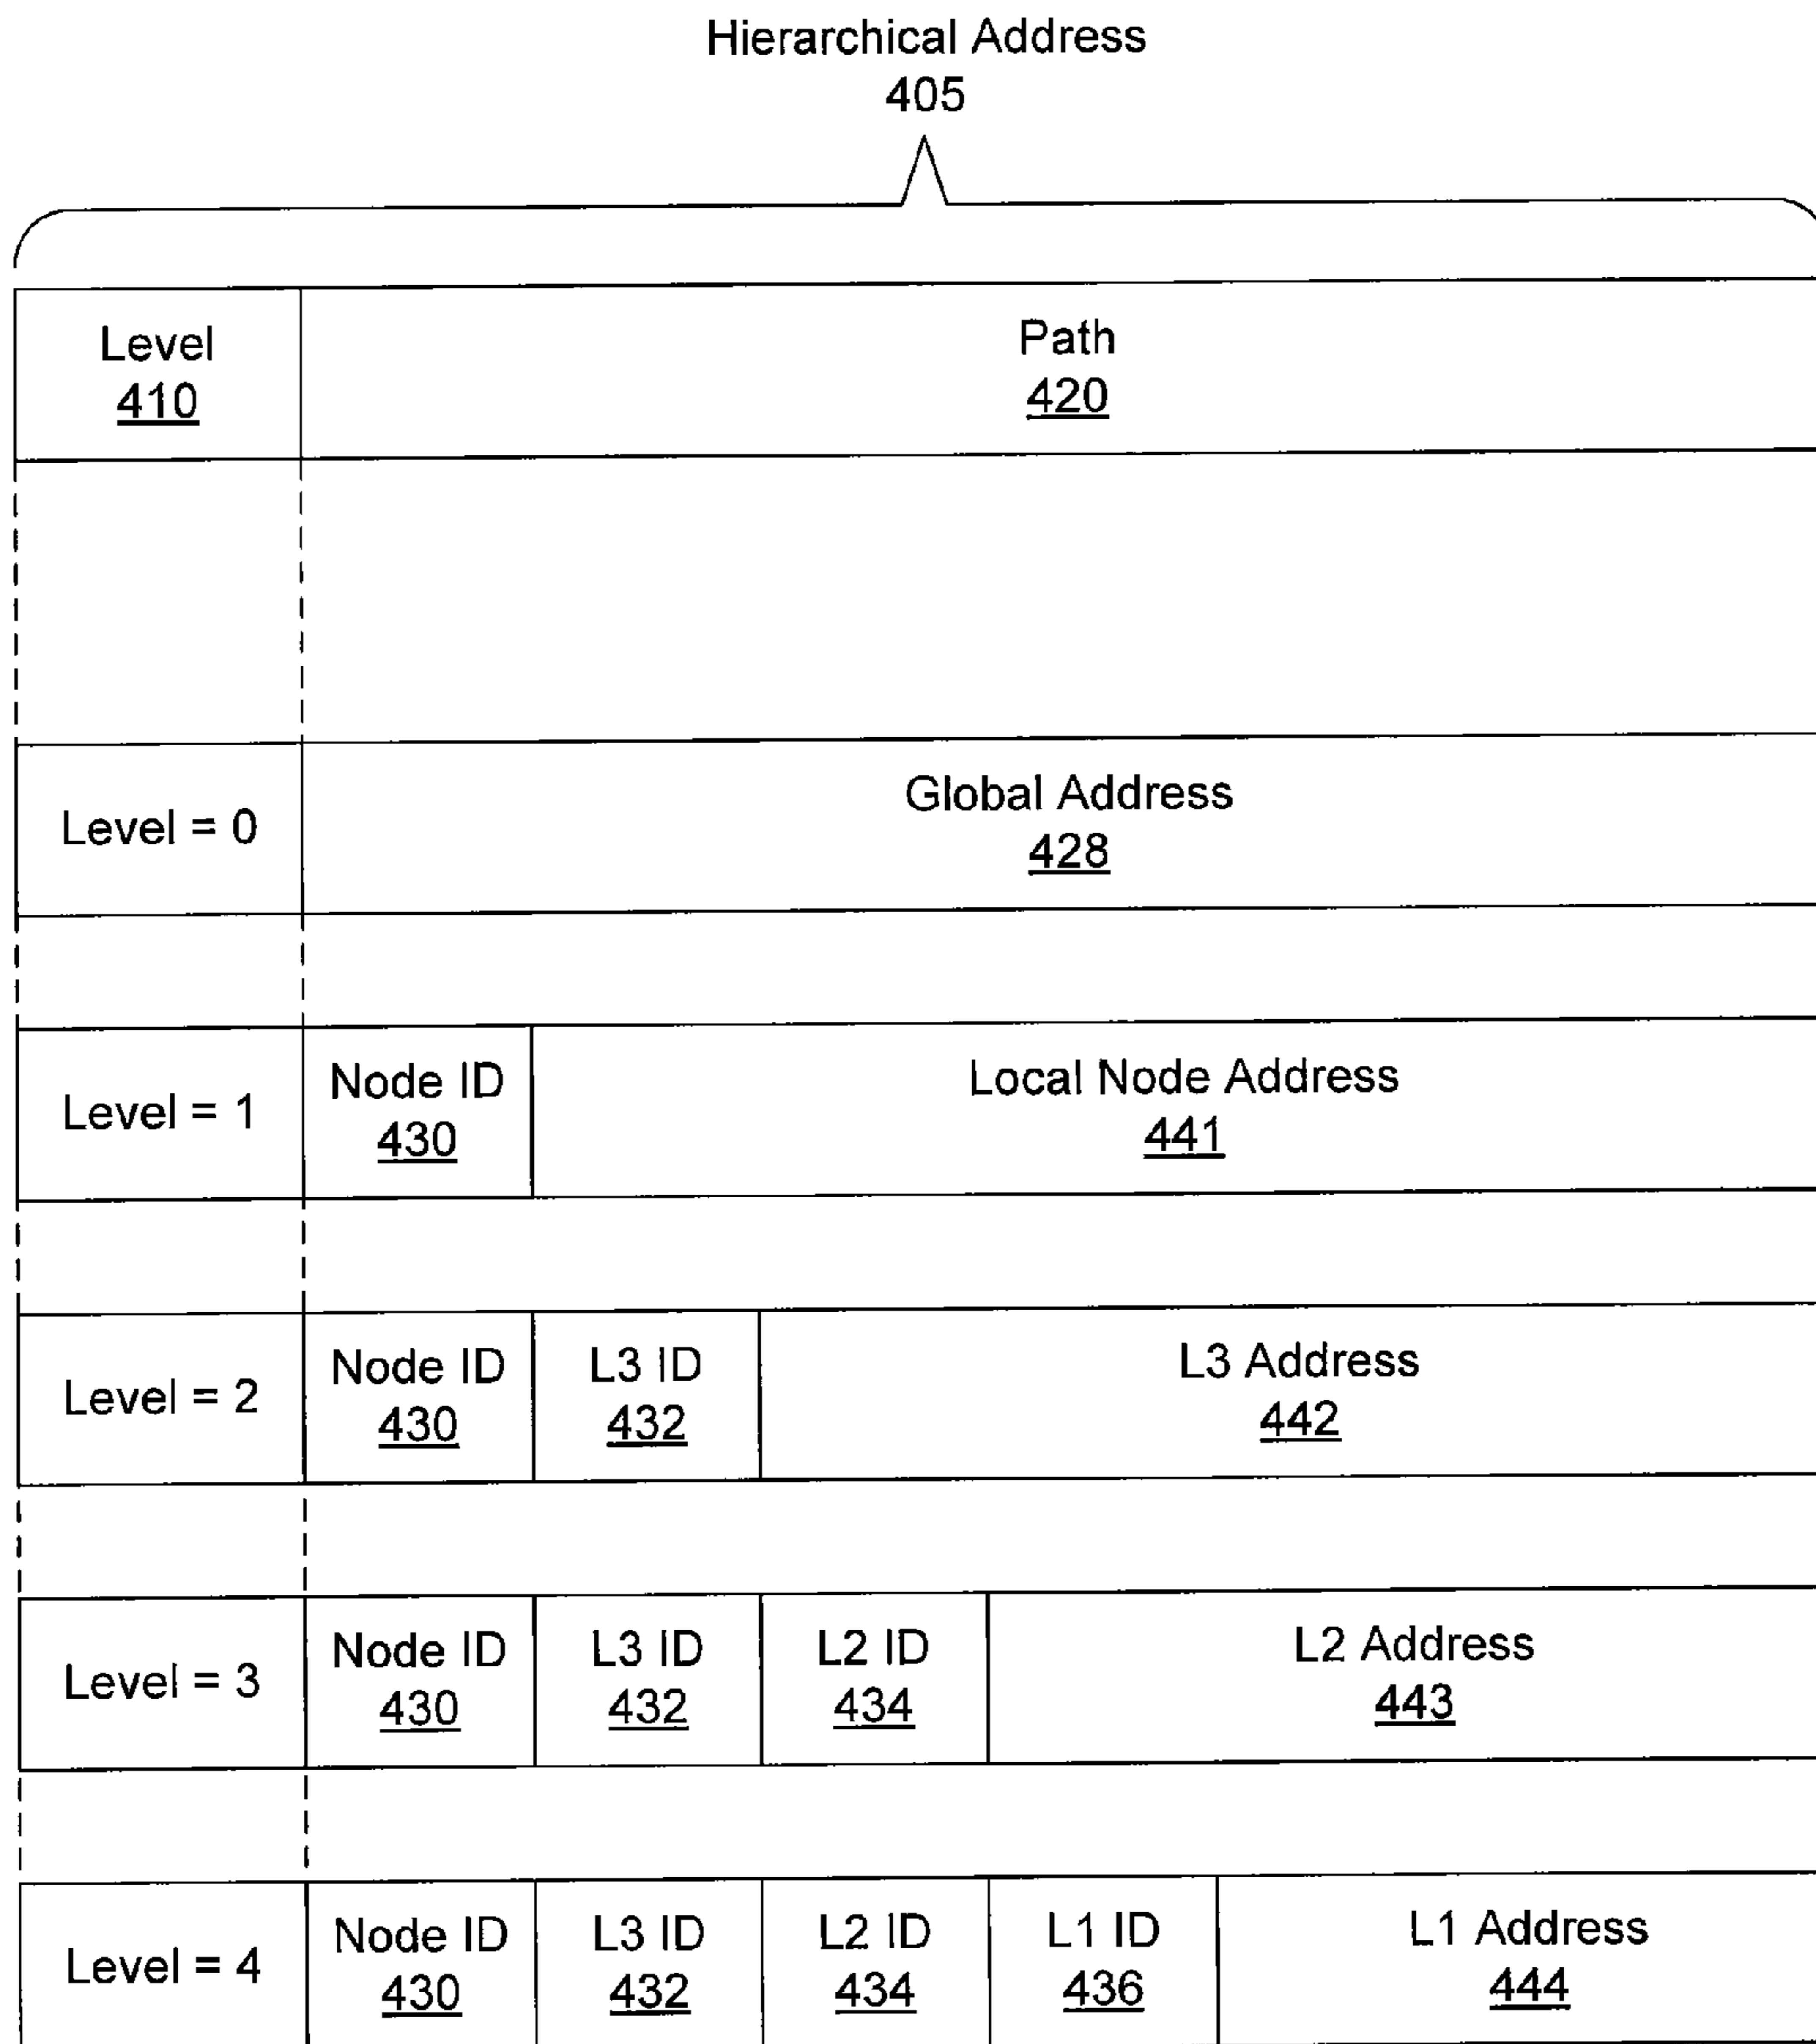 Hierarchical Address
405
Level
410
Path
420
Level = 0
Global Address
428
Level = 1
Node ID
430
Local Node Address
441
Level = 2
Node ID
430
L3 ID
432
L3 Address
442
Level = 3
Node ID
430
L3 ID
432
L2 ID
434
L2 Address
443
Level = 4
Node ID
430
L3 ID
432
L2 ID
434
L1 ID
436
L1 Address
444